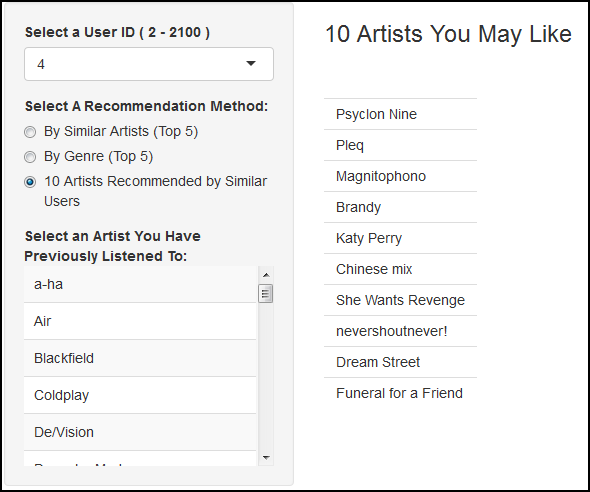 Select a User ID ( 2 - 2100 )
4
Select A Recommendation Method:
By Similar Artists (Top 5)
By Genre (Top 5)
10 Artists Recommended by Similar
Users
Select an Artist You Have
Previously Listened To:
a-ha
Air
Blackfield
Coldplay
De/Vision
10 Artists You May Like
Psyclon Nine
Pleq
Magnitophono
Brandy
Katy Perry
Chinese mix
She Wants Revenge
nevershoutnever!
Dream Street
Funeral for a Friend